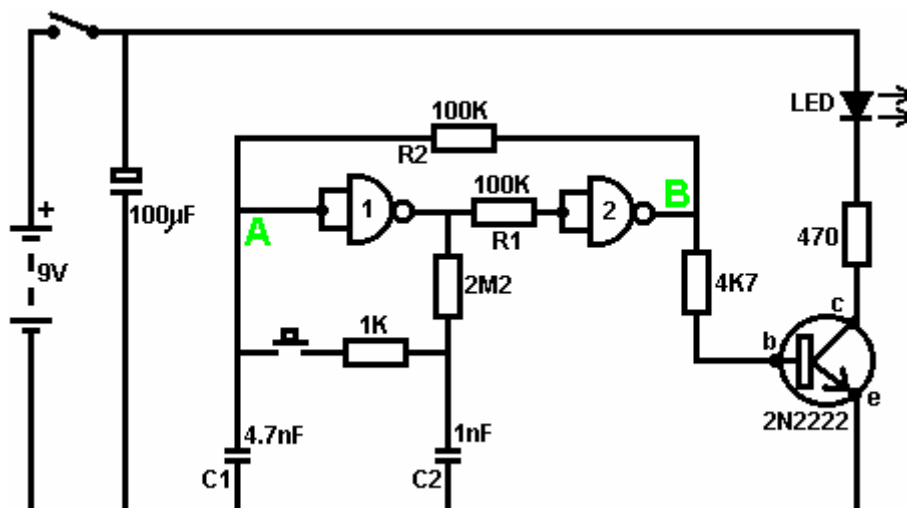 LED
100K
R2
+
100µF
A
1
100K
R1
2
B
470
9V
2M2
4K7
1K
c
b
e
2N2222
4.7nF
C1
1nF
C2